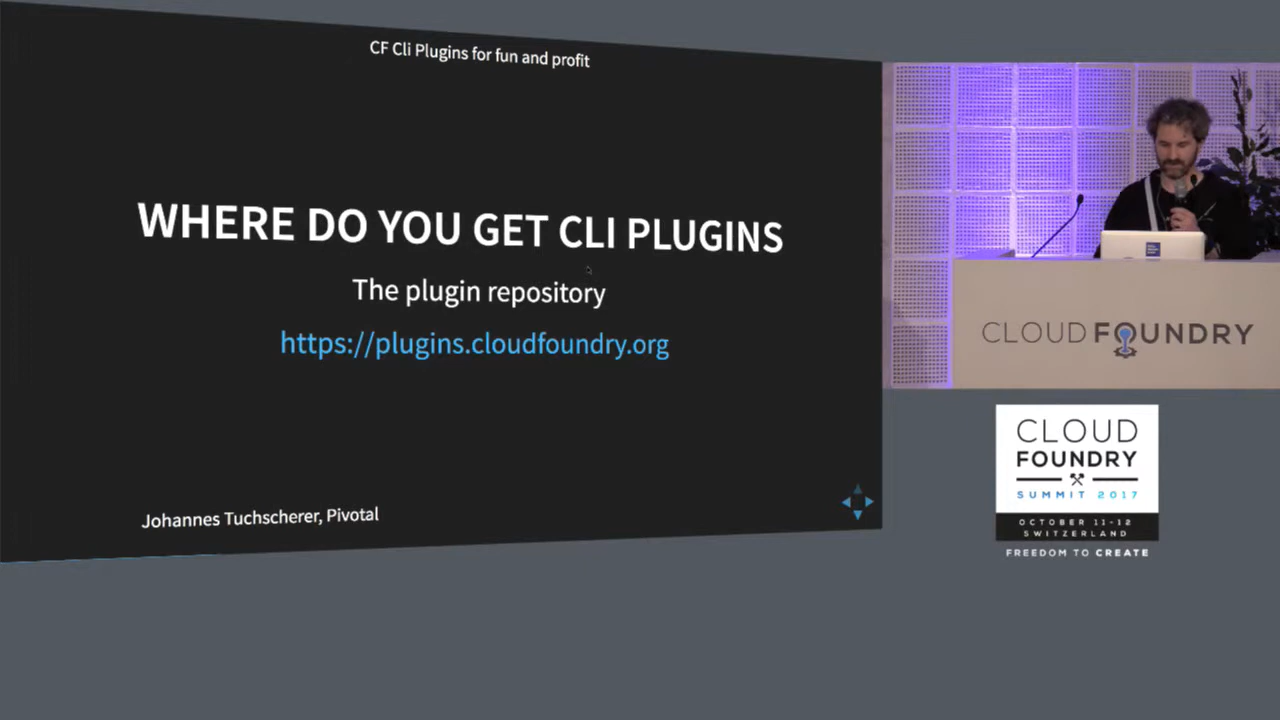 CF Cli Plugins for fun and profit
WHERE DO YOU GET CLI PLUGINS
The plugin repository
https://plugins.cloudfoundry.org
Johannes Tuchscherer, Pivotal
CLOUD FOUNDRY
CLOUD
FOUNDRY
SUMMIT 2017
OCTOBER 11-12
SWITZERLAND
FREEDOM TO CREATE